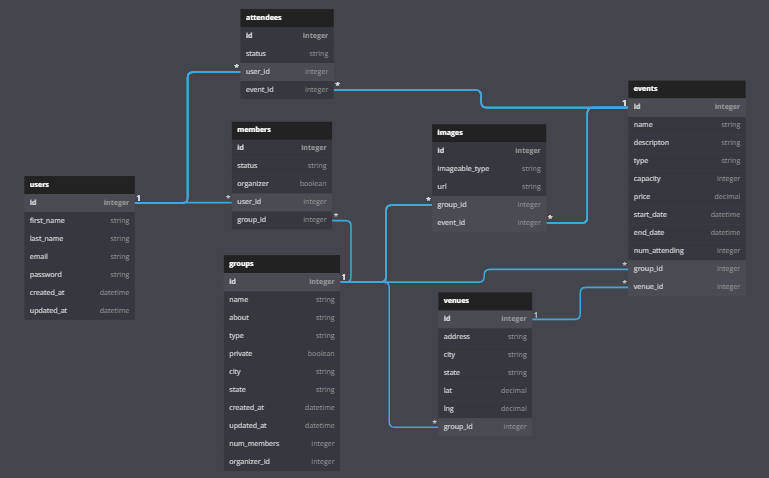 attendees
id integer
status string
user_id integer
event_id integer
*
*
members
id integer
status string
organizer boolean
user_id integer
group_id integer
*
*
users
id integer
first_name string
last_name string
email string
password string
created_at datetime
updated_at datetime
1
groups
id integer
name string
about string
type string
private boolean
city string
state string
created_at datetime
updated_at datetime
num_members integer
organizer_id integer
1
images
id integer
imageable_type string
url string
group_id integer
event_id integer
*
*
venues
id integer
address string
city string
state string
lat decimal
lng decimal
group_id integer
1
*
events
id integer
name string
descripton string
type string
capacity integer
price decimal
start_date datetime
end_date datetime
num_attending integer
group_id integer
venue_id integer
1
*
*